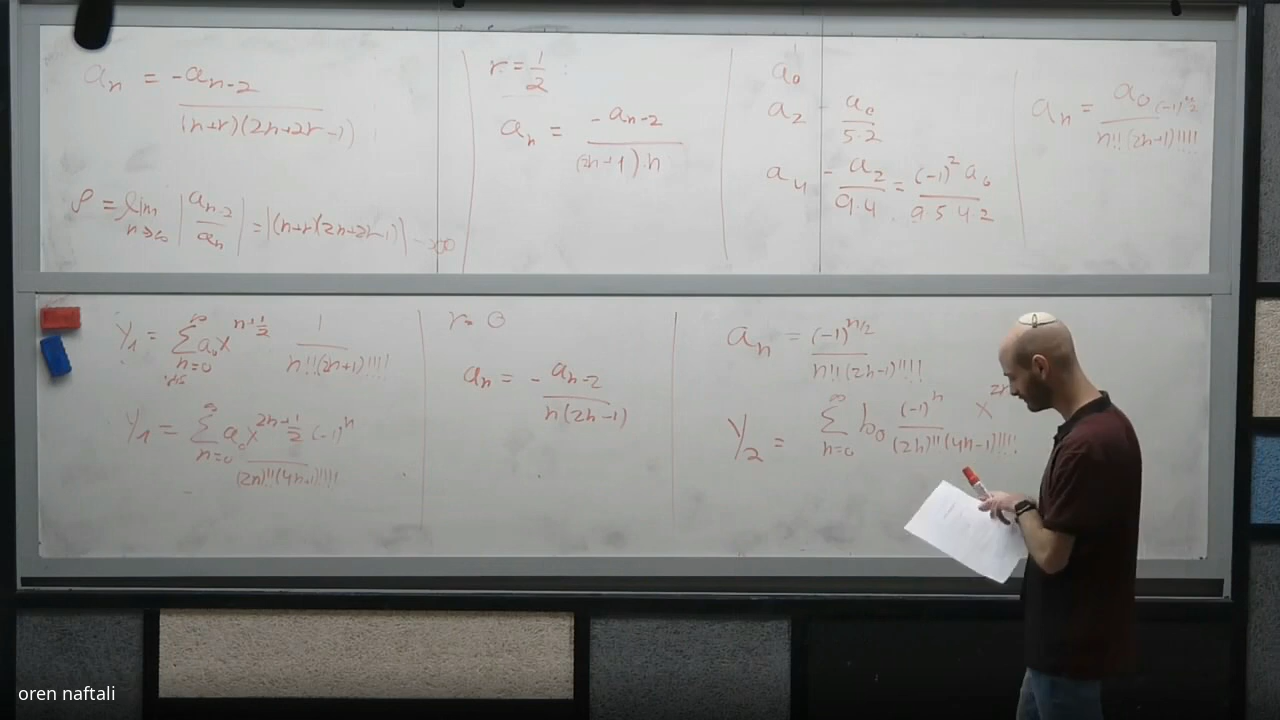 a_n = -a_{n-2} / (n+r)(2n+2r-1)
ρ = lim_{n→∞} |a_{n-2} / a_n| = |(n+r)(2n+2r-1)| → ∞
r = 1/2
a_n = -a_{n-2} / (2n+1)·n
a_0
a_2 - a_0 / 5·2
a_4 - a_2 / 9·4 = (-1)^2 a_0 / 9 5 4·2
a_n = a_0 (-1)^{n/2} / n!!(2n+1)!!!!
y_1 = Σ_{n=0}^∞ a_0 x^{n+1/2} 1 / n!!(2n+1)!!!!
y_1 = Σ_{n=0}^∞ a_0 x^{2n+1/2} (-1)^n / (2n)!!(4n+1)!!!!
r = 0
a_n = - a_{n-2} / n(2n-1)
a_n = (-1)^{n/2} / n!!(2n-1)!!!!
y_2 = Σ_{n=0}^∞ b_0 (-1)^n / (2n)!!(4n-1)!!!! x^{2n}
oren naftali